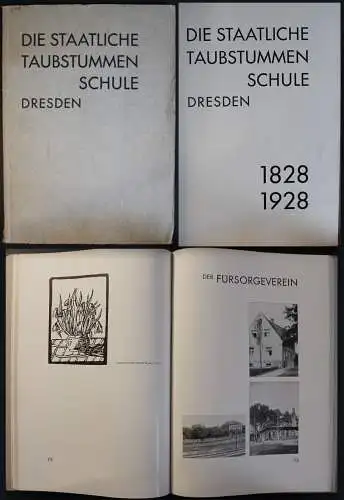 DIE STAATLICHE
TAUBSTUMMEN
SCHULE
DRESDEN
DIE STAATLICHE
TAUBSTUMMEN
SCHULE
DRESDEN
1828
1928
DER FÜRSORGEVEREIN